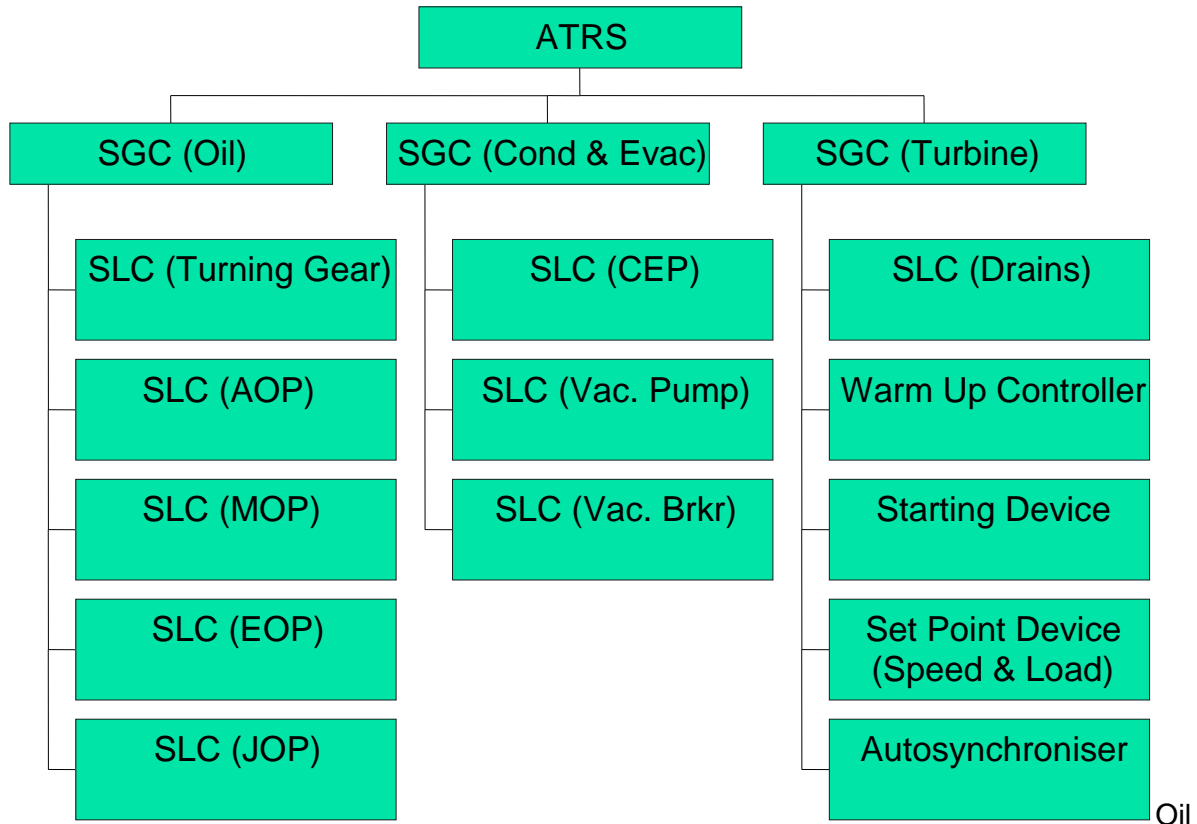 ATRS
SGC (Oil)
SGC (Cond & Evac)
SGC (Turbine)
SLC (Turning Gear)
SLC (AOP)
SLC (MOP)
SLC (EOP)
SLC (JOP)
SLC (CEP)
SLC (Vac. Pump)
SLC (Vac. Brkr)
SLC (Drains)
Warm Up Controller
Starting Device
Set Point Device
(Speed & Load)
Autosynchroniser
Oil